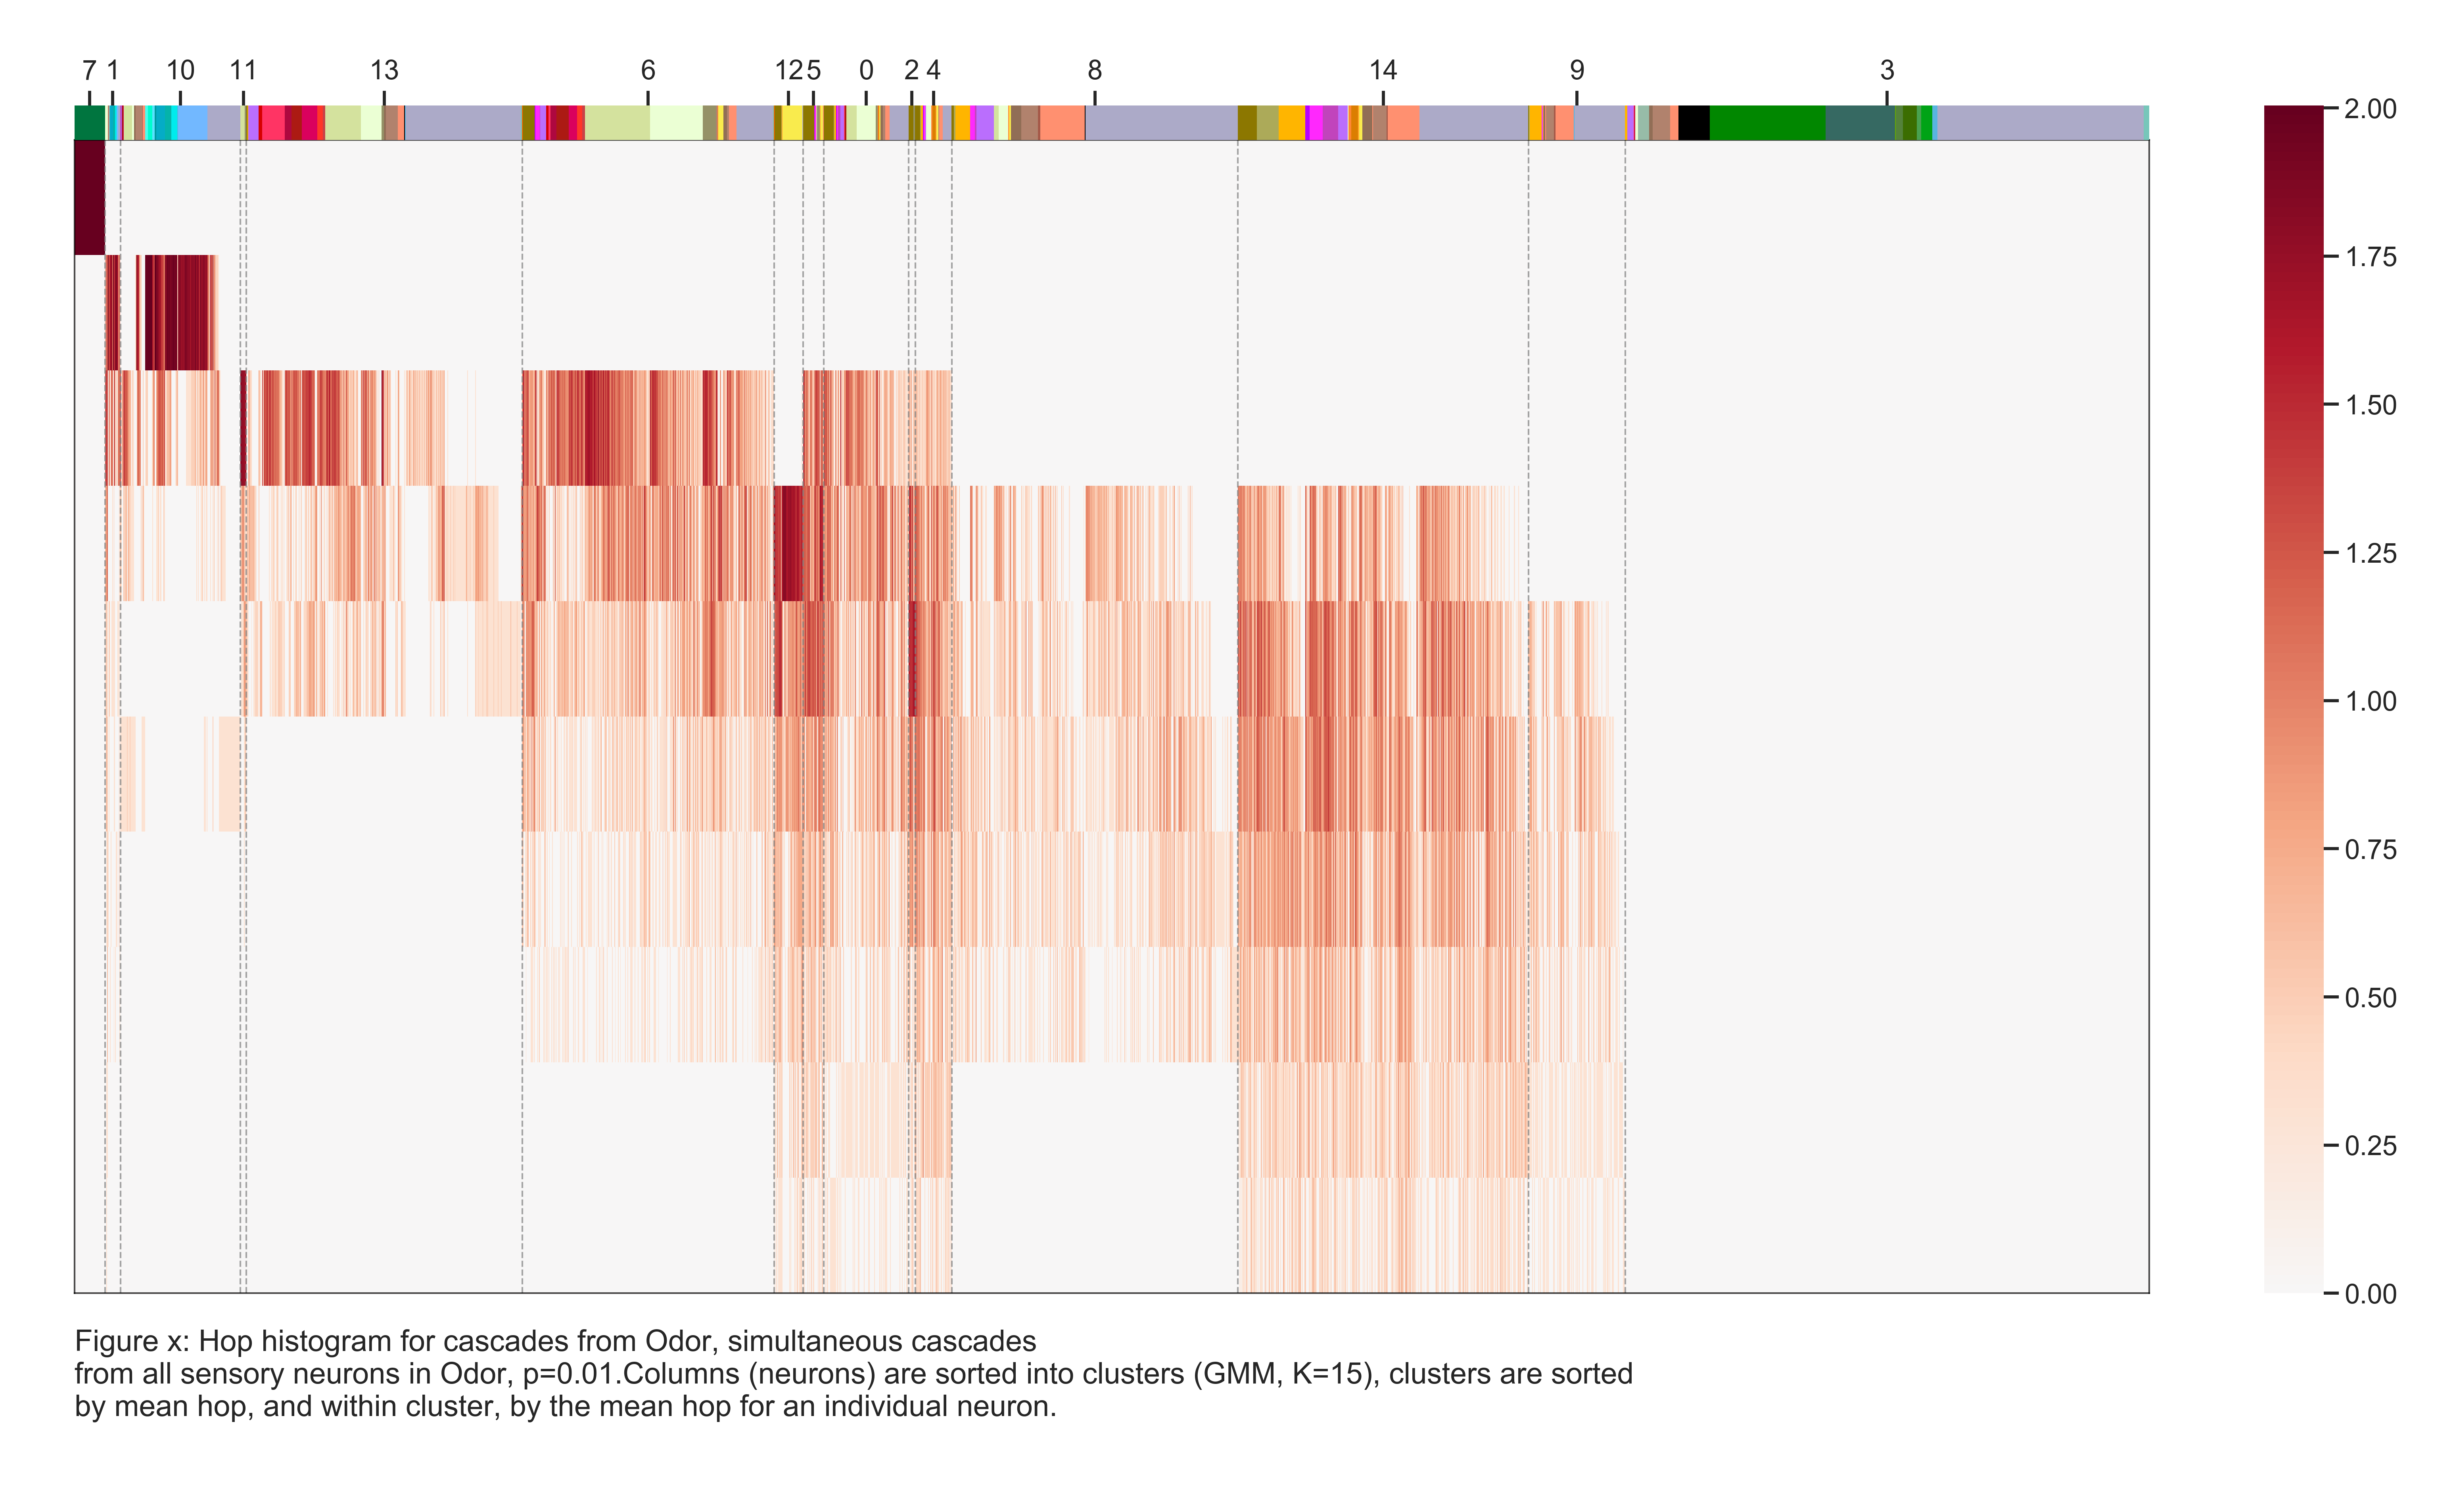 7 1 10 11 13 6 12 5 0 2 4 8 14 9 3
2.00
1.75
1.50
1.25
1.00
0.75
0.50
0.25
0.00
Figure x: Hop histogram for cascades from Odor, simultaneous cascades
from all sensory neurons in Odor, p=0.01.Columns (neurons) are sorted into clusters (GMM, K=15), clusters are sorted
by mean hop, and within cluster, by the mean hop for an individual neuron.